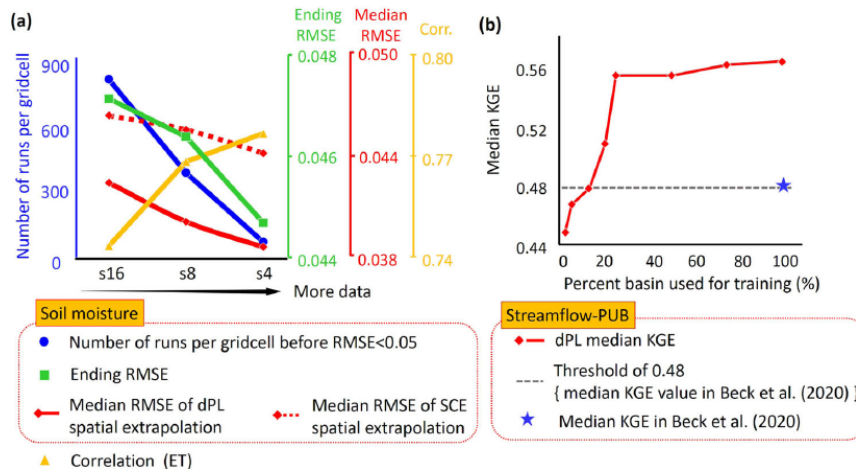 (a)
Ending
RMSE
Median
RMSE
Corr.
900
600
300
0
Number of runs per gridcell
0.048
0.046
0.044
0.050
0.044
0.038
0.80
0.77
0.74
s16
s8
s4
More data
Soil moisture
Number of runs per gridcell before RMSE<0.05
Ending RMSE
Median RMSE of dPL
spatial extrapolation
Median RMSE of SCE
spatial extrapolation
Correlation (ET)
(b)
Median KGE
0.56
0.52
0.48
0.44
0
20
40
60
80
100
Percent basin used for training (%)
Streamflow-PUB
dPL median KGE
Threshold of 0.48
{ median KGE value in Beck et al. (2020) }
Median KGE in Beck et al. (2020)